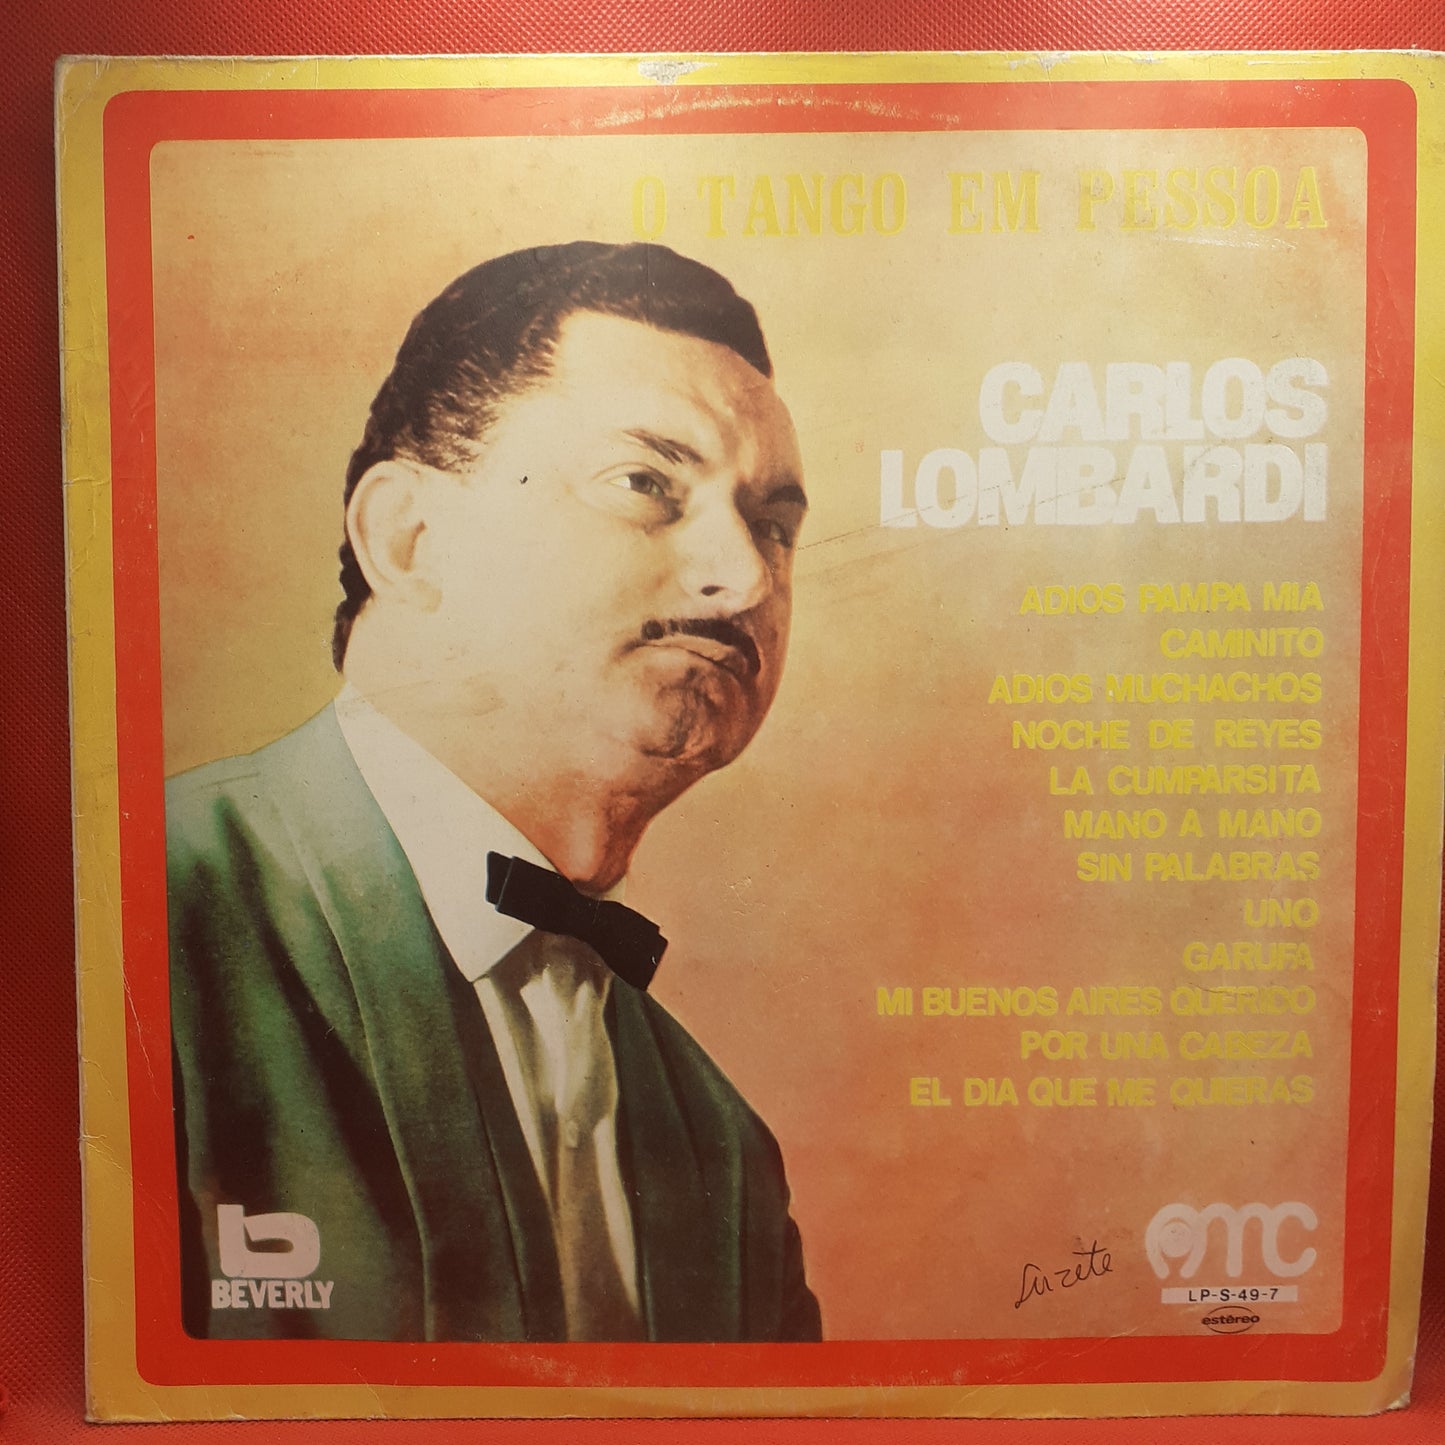 O TANGO EM PESSOA
CARLOS
LOMBARDI
ADIOS PAMPA MIA
CAMINITO
ADIOS MUCHACHOS
NOCHE DE REYES
LA CUMPARSITA
MANO A MANO
SIN PALABRAS
UNO
GARUFA
MI BUENOS AIRES QUERIDO
POR UNA CABEZA
EL DIA QUE ME QUIERAS
b
BEVERLY
Luzete
AMC
LP-S-49-7
estéreo